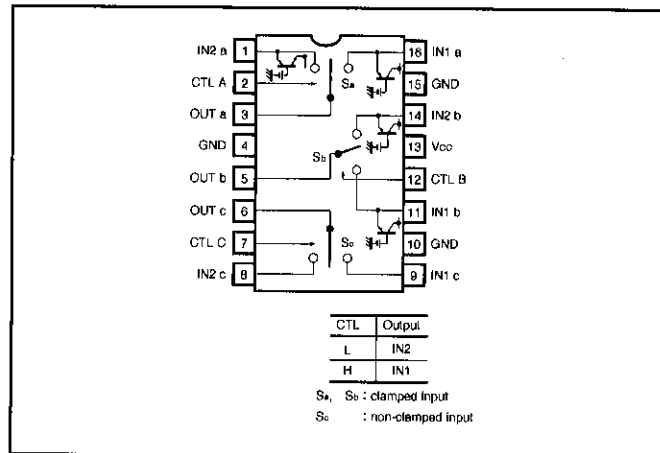 IN2 a 1 16 IN1 a
CTL A 2 Sa 15 GND
OUT a 3 14 IN2 b
GND 4 13 Vcc
Sb
OUT b 5 12 CTL B
OUT c 6 11 IN1 b
CTL C 7 Sc 10 GND
IN2 c 8 9 IN1 c
CTL Output
L IN2
H IN1
Sa, Sb : clamped input
Sc : non-clamped input